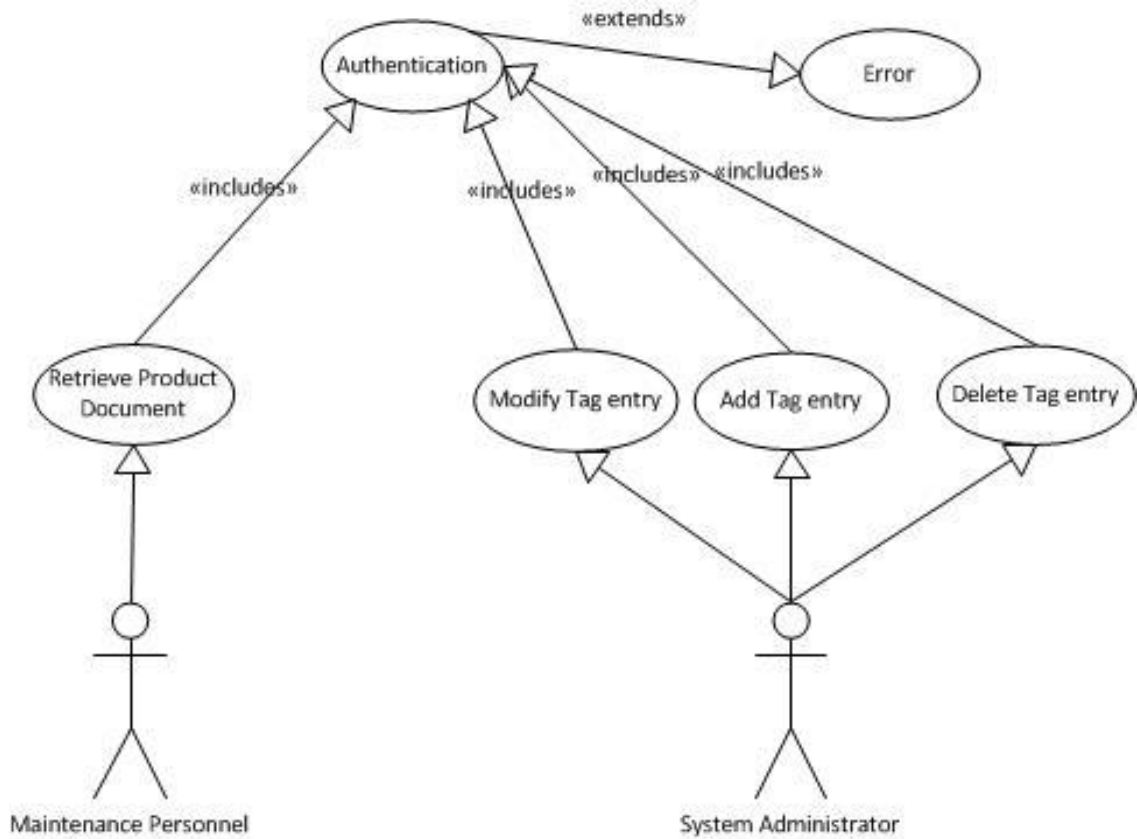 «extends»
Authentication
Error
«includes»
«includes»
«includes»
«includes»
Retrieve Product
Document
Modify Tag entry
Add Tag entry
Delete Tag entry
Maintenance Personnel
System Administrator